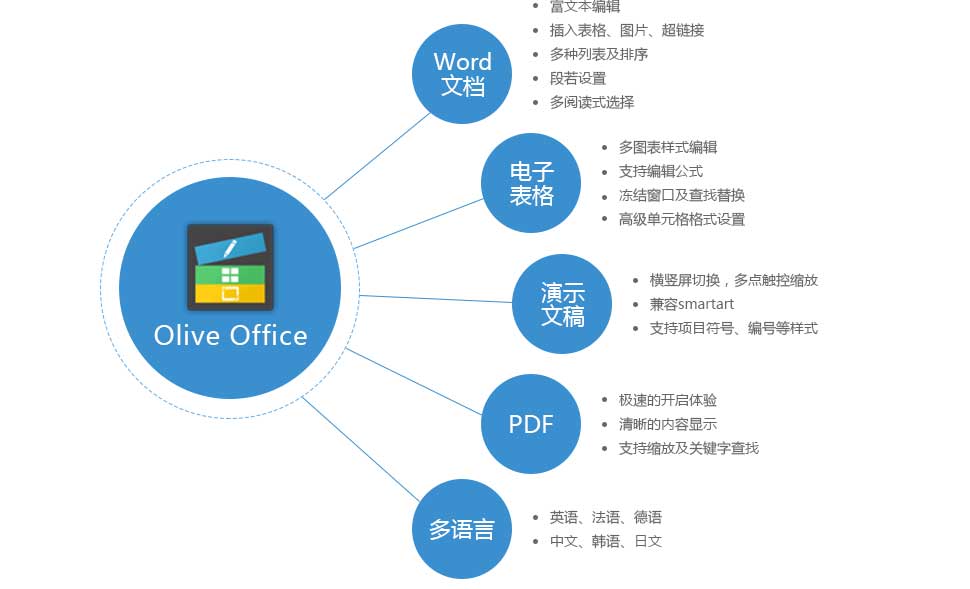 富文本编辑
Word
文档
插入表格、图片、超链接
多种列表及排序
段若设置
多阅读式选择
电子
表格
多图表样式编辑
支持编辑公式
冻结窗口及查找替换
高级单元格格式设置
Olive Office
演示
文稿
横竖屏切换，多点触控缩放
兼容smartart
支持项目符号、编号等样式
PDF
极速的开启体验
清晰的内容显示
支持缩放及关键字查找
多语言
英语、法语、德语
中文、韩语、日文